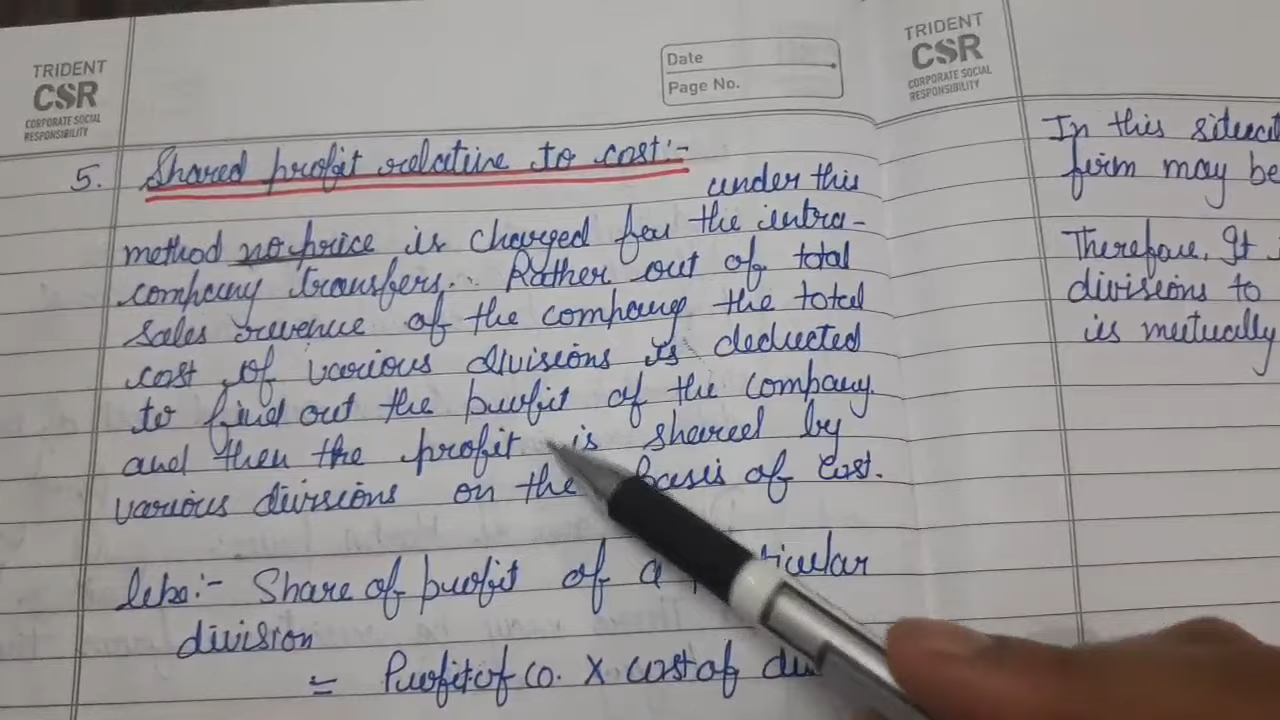 TRIDENT
CSR
CORPORATE SOCIAL
RESPONSIBILITY
Date
Page No.
TRIDENT
CSR
CORPORATE SOCIAL
RESPONSIBILITY
5. Shared profit relative to cost:-
under this
method no price is charged for the intra-
company transfers. Rather out of total
sales revenue of the company the total
cost of various divisions is deducted
to find out the profit of the company
and then the profit is shared by
various divisions on the basis of cost.
Share of profit of a
division
= Profit of Co. X cost of
In this
firm may be
Therefore, It
divisions to
is mutually